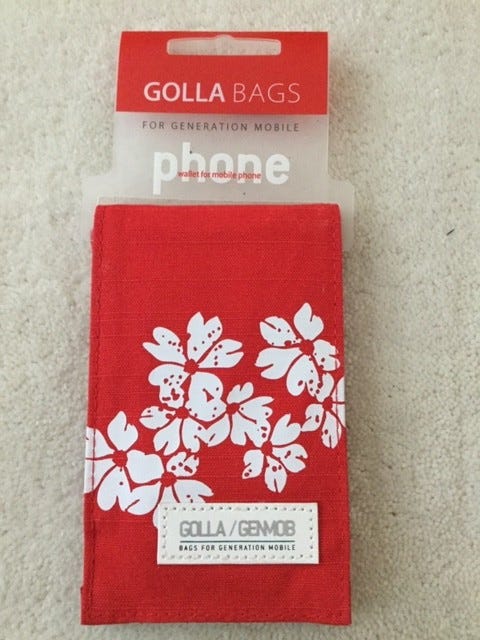 GOLLA BAGS
FOR GENERATION MOBILE
phone
wallet for mobile phone
GOLLA / GENMOB
BAGS FOR GENERATION MOBILE